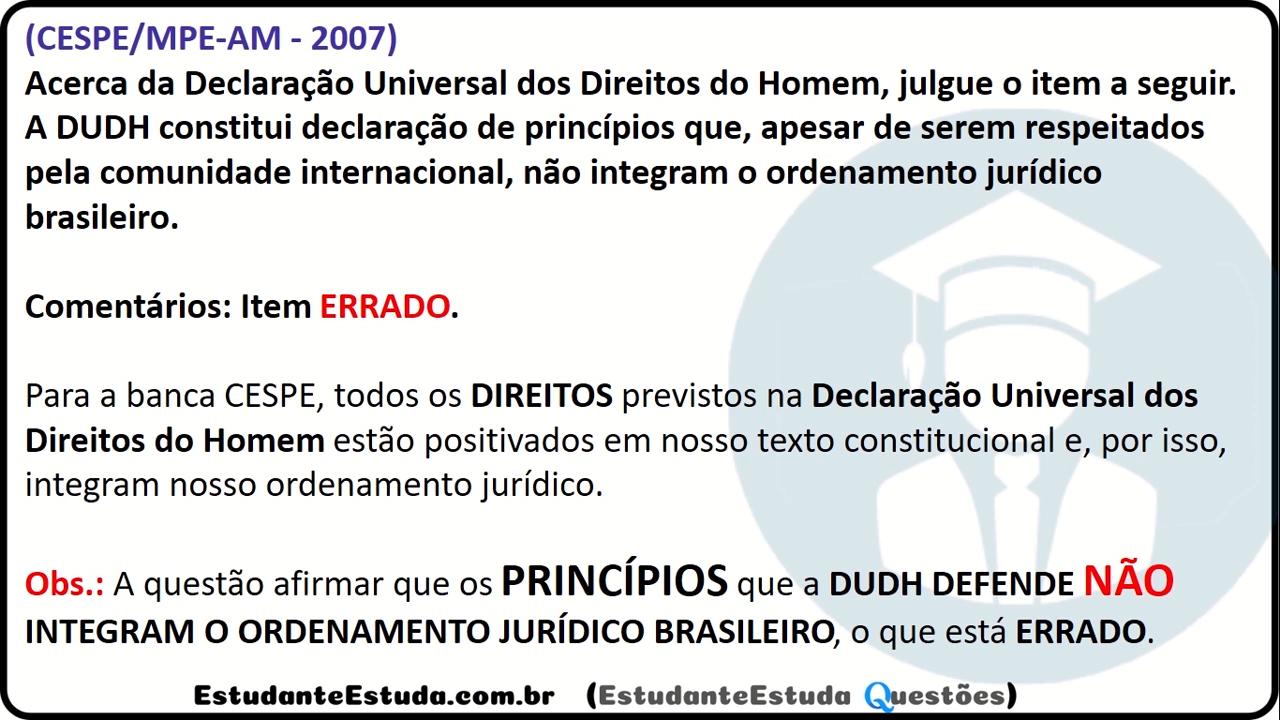 (CESPE/MPE-AM - 2007)
Acerca da Declaração Universal dos Direitos do Homem, julgue o item a seguir.
A DUDH constitui declaração de princípios que, apesar de serem respeitados
pela comunidade internacional, não integram o ordenamento jurídico
brasileiro.
Comentários: Item ERRADO.
Para a banca CESPE, todos os DIREITOS previstos na Declaração Universal dos
Direitos do Homem estão positivados em nosso texto constitucional e, por isso,
integram nosso ordenamento jurídico.
Obs.: A questão afirmar que os PRINCÍPIOS que a DUDH DEFENDE NÃO
INTEGRAM O ORDENAMENTO JURÍDICO BRASILEIRO, o que está ERRADO.
EstudanteEstuda.com.br (EstudanteEstuda Questões)